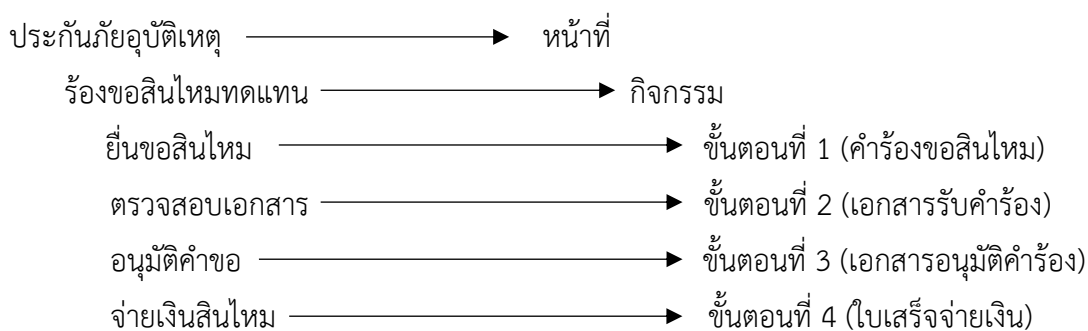 ประกันภัยอุบัติเหตุ หน้าที่
ร้องขอสินไหมทดแทน กิจกรรม
ยื่นขอสินไหม ขั้นตอนที่ 1 (คำร้องขอสินไหม)
ตรวจสอบเอกสาร ขั้นตอนที่ 2 (เอกสารรับคำร้อง)
อนุมัติคำขอ ขั้นตอนที่ 3 (เอกสารอนุมัติคำร้อง)
จ่ายเงินสินไหม ขั้นตอนที่ 4 (ใบเสร็จจ่ายเงิน)